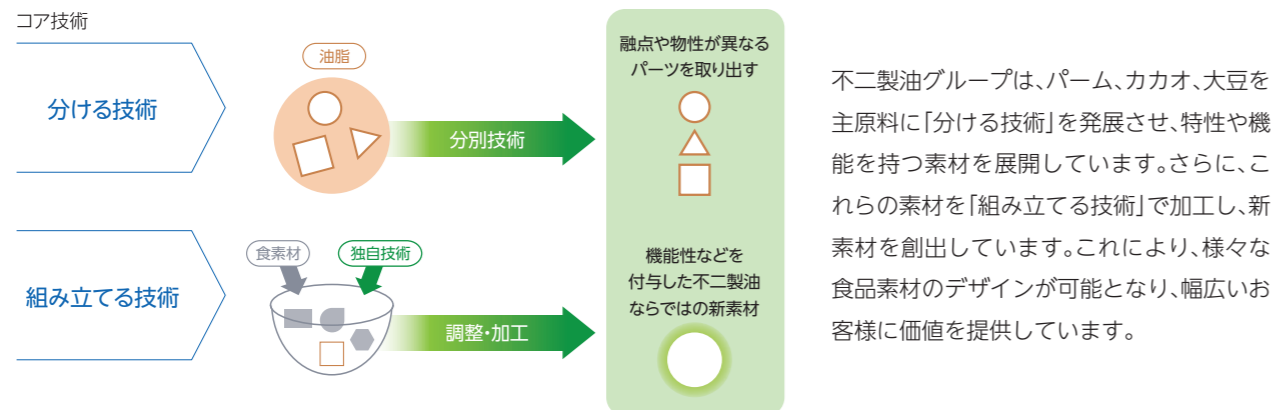 コア技術
分ける技術
油脂
分別技術
融点や物性が異なる
パーツを取り出す
組み立てる技術
食素材
独自技術
調整・加工
機能性などを
付与した不二製油
ならではの新素材
不二製油グループは、パーム、カカオ、大豆を
主原料に「分ける技術」を発展させ、特性や機
能を持つ素材を展開しています。さらに、こ
れらの素材を「組み立てる技術」で加工し、新
素材を創出しています。これにより、様々な
食品素材のデザインが可能となり、幅広いお
客様に価値を提供しています。